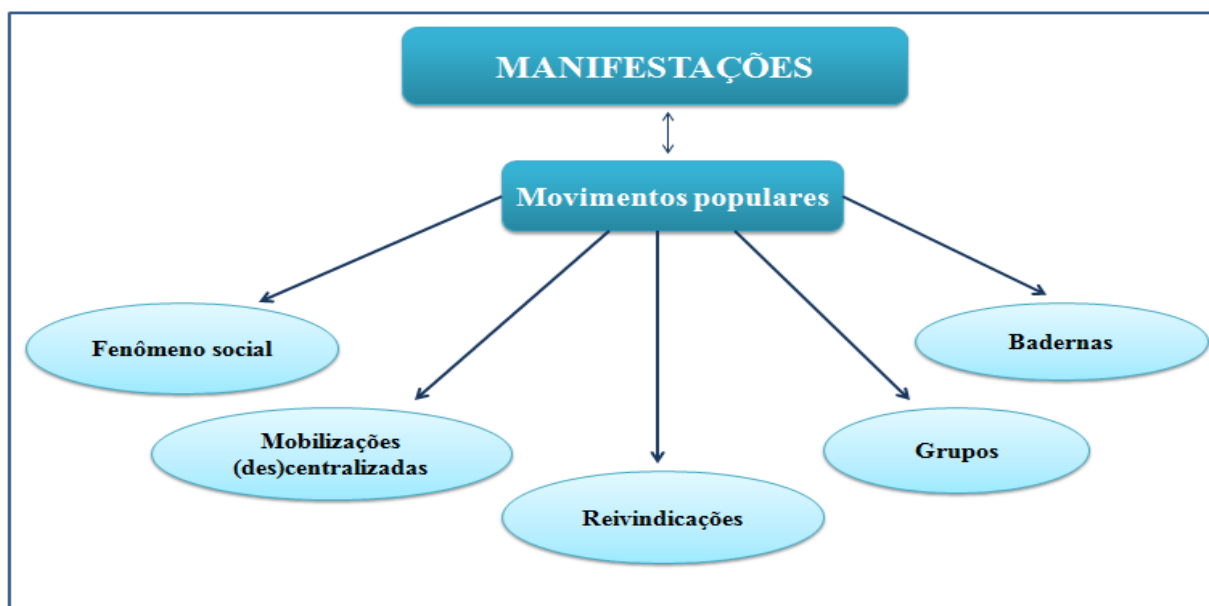 MANIFESTAÇÕES
Movimentos populares
Fenômeno social
Badernas
Mobilizações
(des)centralizadas
Grupos
Reivindicações